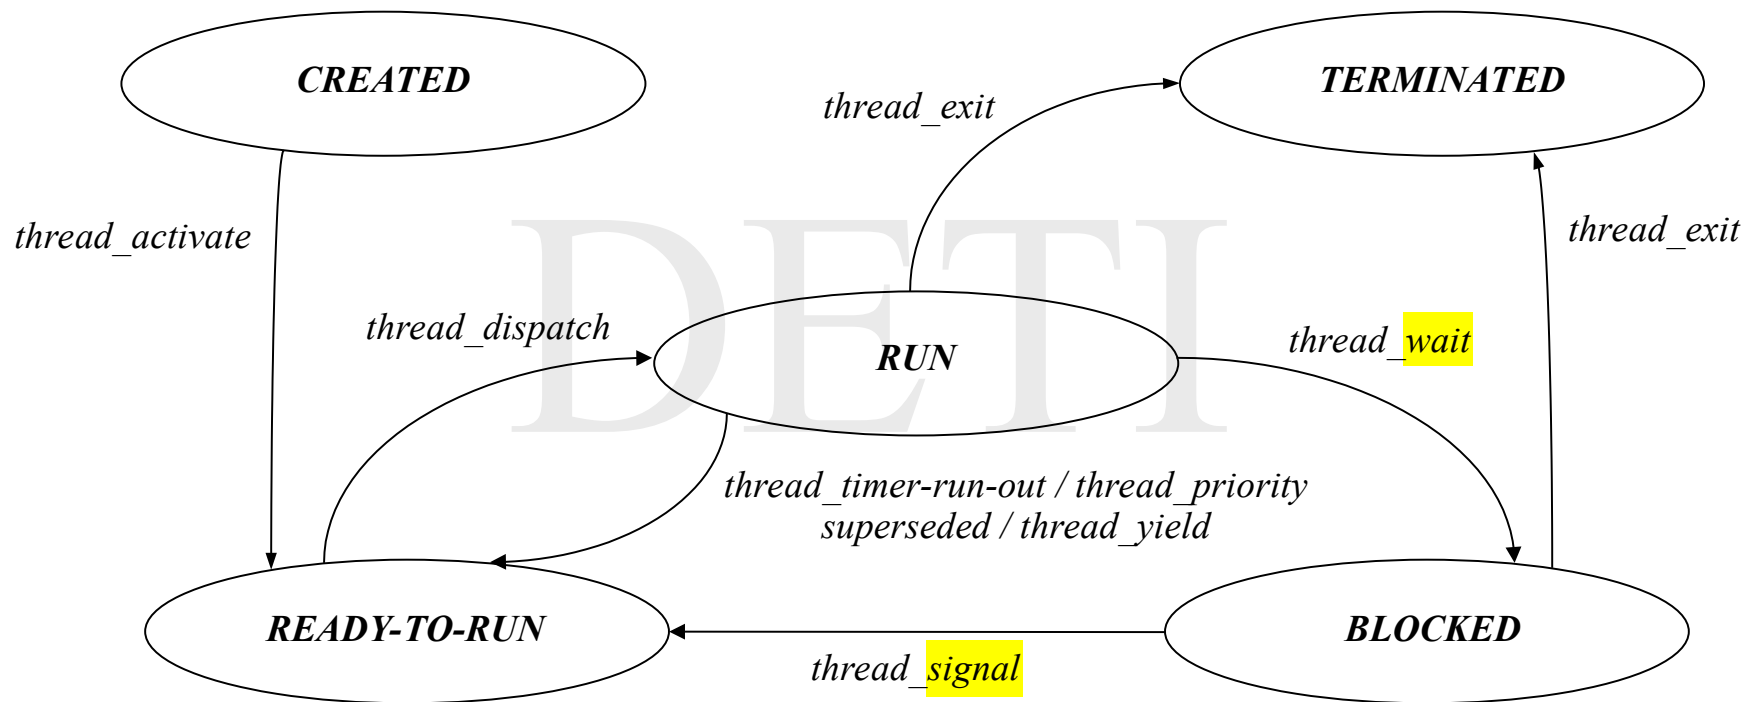 CREATED
TERMINATED
thread_exit
thread_activate
thread_exit
DETI
thread_dispatch
RUN
thread_wait
thread_timer-run-out / thread_priority
superseded / thread_yield
READY-TO-RUN
BLOCKED
thread_signal